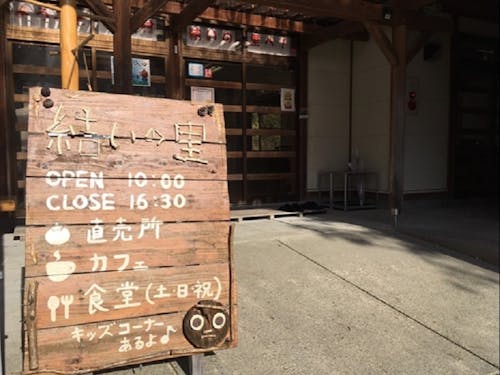 結いの里
OPEN 10:00
CLOSE 16:30
直売所
カフェ
食堂(土・日・祝)
キッズコーナー
あるよ♪